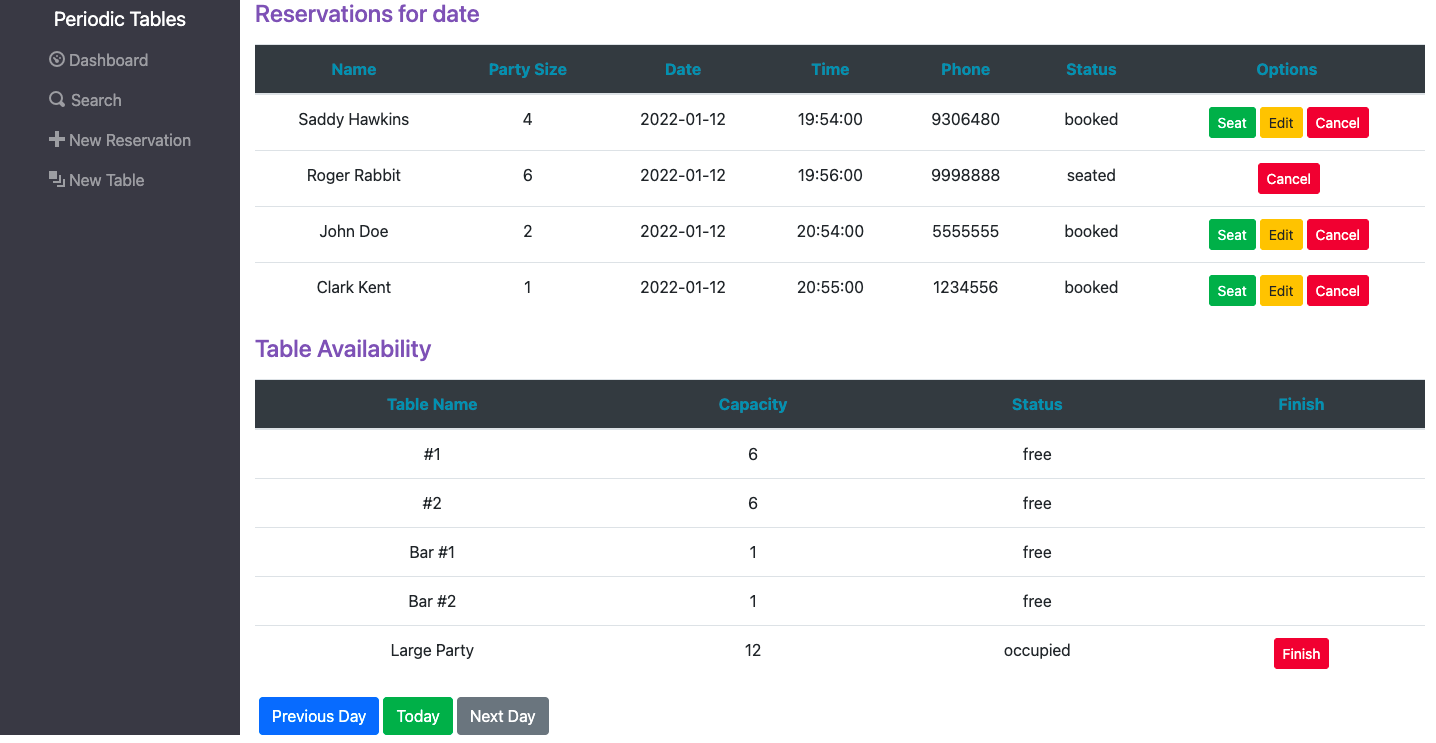 Periodic Tables
Dashboard
Search
New Reservation
New Table
Reservations for date
Name Party Size Date Time Phone Status Options
Saddy Hawkins 4 2022-01-12 19:54:00 9306480 booked Seat Edit Cancel
Roger Rabbit 6 2022-01-12 19:56:00 9998888 seated Cancel
John Doe 2 2022-01-12 20:54:00 5555555 booked Seat Edit Cancel
Clark Kent 1 2022-01-12 20:55:00 1234556 booked Seat Edit Cancel
Table Availability
Table Name Capacity Status Finish
#1 6 free
#2 6 free
Bar #1 1 free
Bar #2 1 free
Large Party 12 occupied Finish
Previous Day Today Next Day